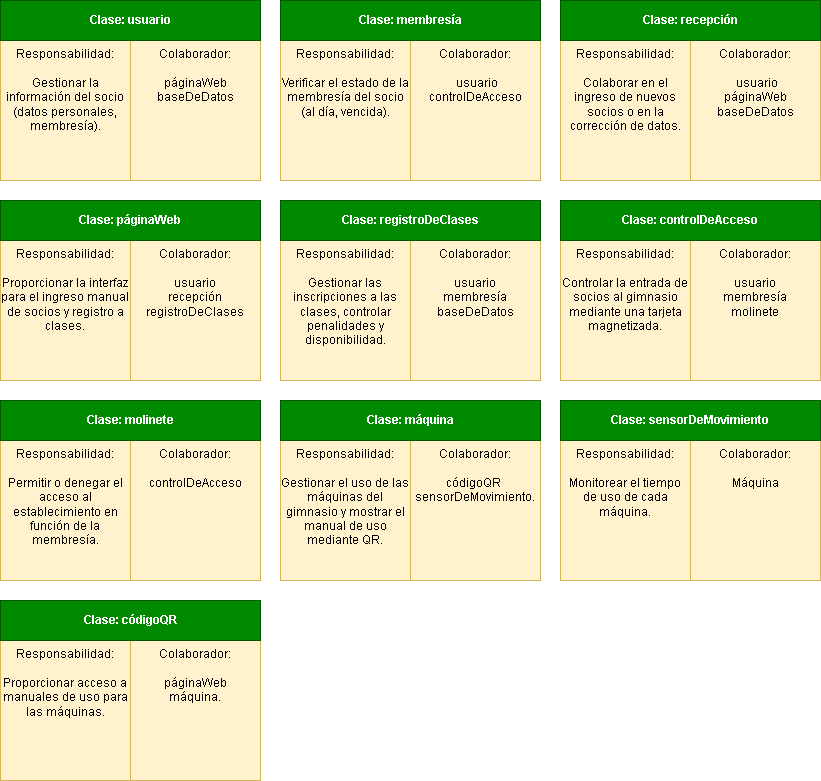 Clase: usuario
Responsabilidad:
Gestionar la
información del socio
(datos personales,
membresía).
Colaborador:
páginaWeb
baseDeDatos
Clase: membresía
Responsabilidad:
Verificar el estado de la
membresía del socio
(al día, vencida).
Colaborador:
usuario
controlDeAcceso
Clase: recepción
Responsabilidad:
Colaborar en el
ingreso de nuevos
socios o en la
corrección de datos.
Colaborador:
usuario
páginaWeb
baseDeDatos
Clase: páginaWeb
Responsabilidad:
Proporcionar la interfaz
para el ingreso manual
de socios y registro a
clases.
Colaborador:
usuario
recepción
registroDeClases
Clase: registroDeClases
Responsabilidad:
Gestionar las
inscripciones a las
clases, controlar
penalidades y
disponibilidad.
Colaborador:
usuario
membresía
baseDeDatos
Clase: controlDeAcceso
Responsabilidad:
Controlar la entrada de
socios al gimnasio
mediante una tarjeta
magnetizada.
Colaborador:
usuario
membresía
molinete
Clase: molinete
Responsabilidad:
Permitir o denegar el
acceso al
establecimiento en
función de la
membresía.
Colaborador:
controlDeAcceso
Clase: máquina
Responsabilidad:
Gestionar el uso de las
máquinas del
gimnasio y mostrar el
manual de uso
mediante QR.
Colaborador:
códigoQR
sensorDeMovimiento.
Clase: sensorDeMovimiento
Responsabilidad:
Monitorear el tiempo
de uso de cada
máquina.
Colaborador:
Máquina
Clase: códigoQR
Responsabilidad:
Proporcionar acceso a
manuales de uso para
las máquinas.
Colaborador:
páginaWeb
máquina.